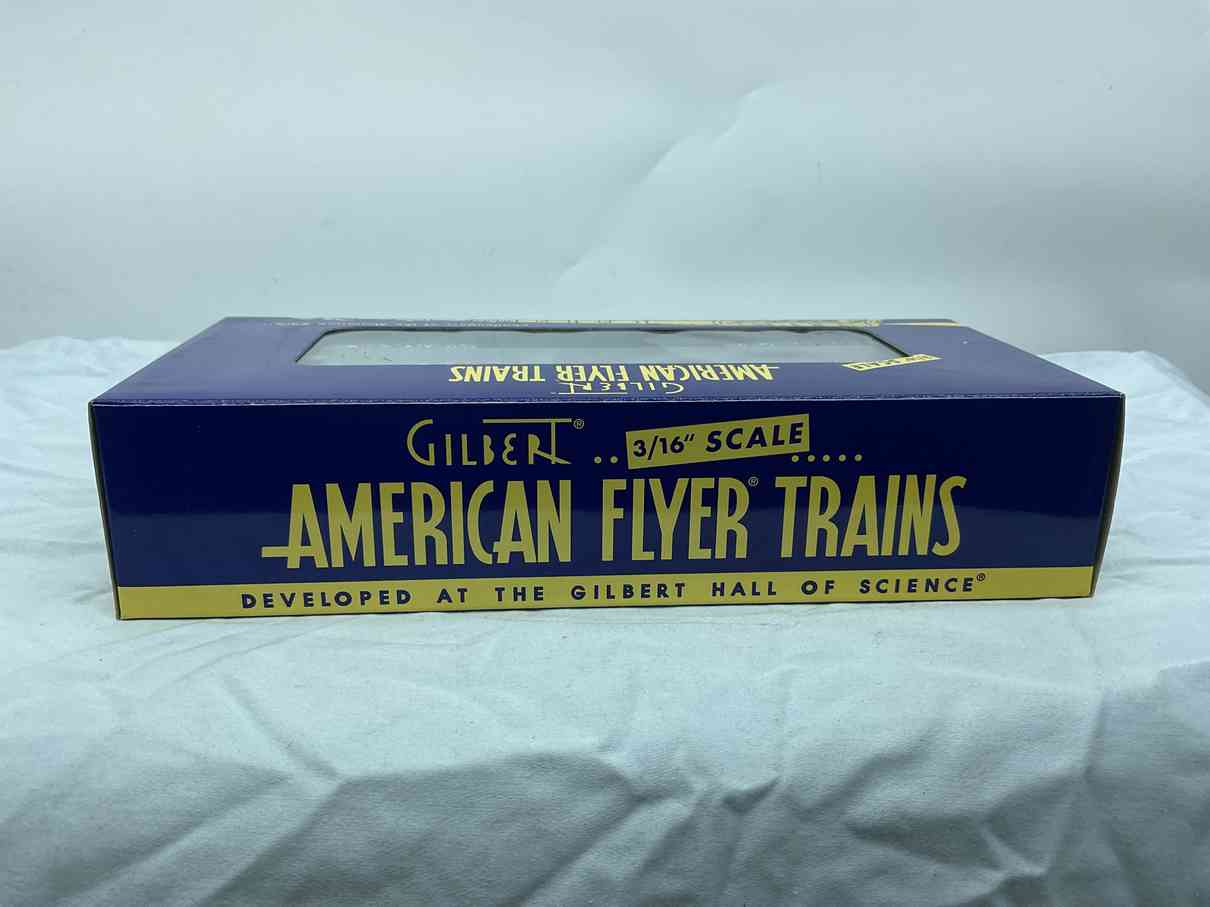 GILBERT
AMERICAN FLYER TRAINS
GILBERT® .. 3/16" SCALE .....
AMERICAN FLYER® TRAINS
DEVELOPED AT THE GILBERT HALL OF SCIENCE®